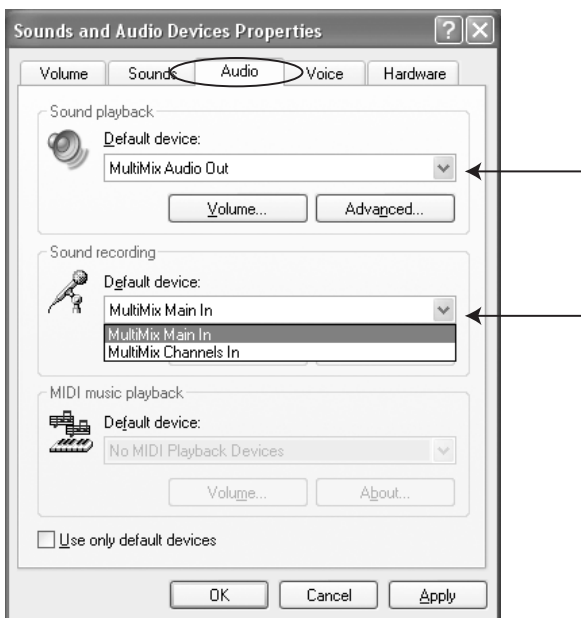 Sounds and Audio Devices Properties
Volume Sounds Audio Voice Hardware
Sound playback
Default device:
MultiMix Audio Out
Volume... Advanced...
Sound recording
Default device:
MultiMix Main In
MultiMix Main In
MultiMix Channels In
MIDI music playback
Default device:
No MIDI Playback Devices
Volume... About...
Use only default devices
OK Cancel Apply